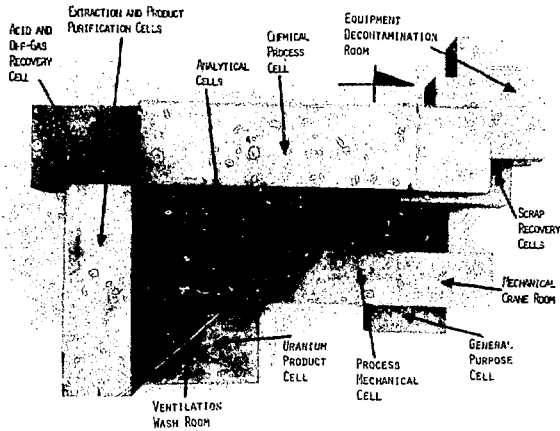 EXTRACTION AND PRODUCT
PURIFICATION CELLS
ACID AND
OFF-GAS
RECOVERY
CELL
ANALYTICAL
CELLS
CHEMICAL
PROCESS
CELL
EQUIPMENT
DECONTAMINATION
ROOM
SCRAP
RECOVERY
CELLS
MECHANICAL
CRANE ROOM
GENERAL
PURPOSE
CELL
PROCESS
MECHANICAL
CELL
URANIUM
PRODUCT
CELL
VENTILATION
WASH ROOM